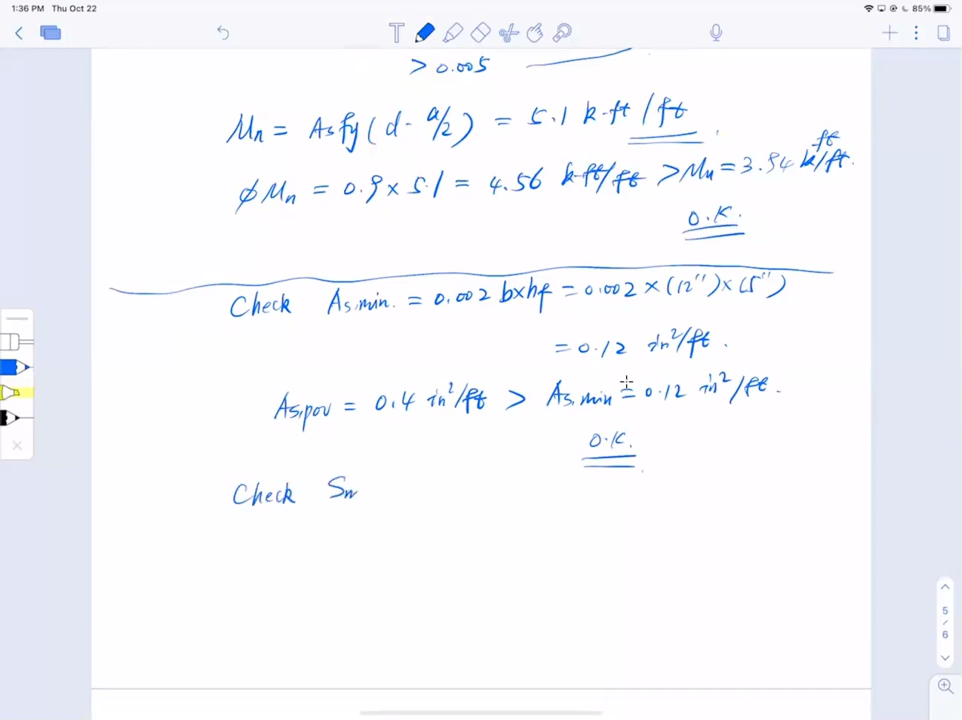 1:36 PM Thu Oct 22
85%
> 0.005
Mn = Asfy(d - a/2) = 5.1 k-ft/ft
φMn = 0.9 x 5.1 = 4.56 k-ft/ft > Mu = 3.94 k/ft. ft
O.K.
Check As.min. = 0.002 bxhf = 0.002 x (12") x (5")
= 0.12 in²/ft.
As,pov = 0.4 in²/ft > As,min = 0.12 in²/ft.
O.K.
Check Sm
5
/
6